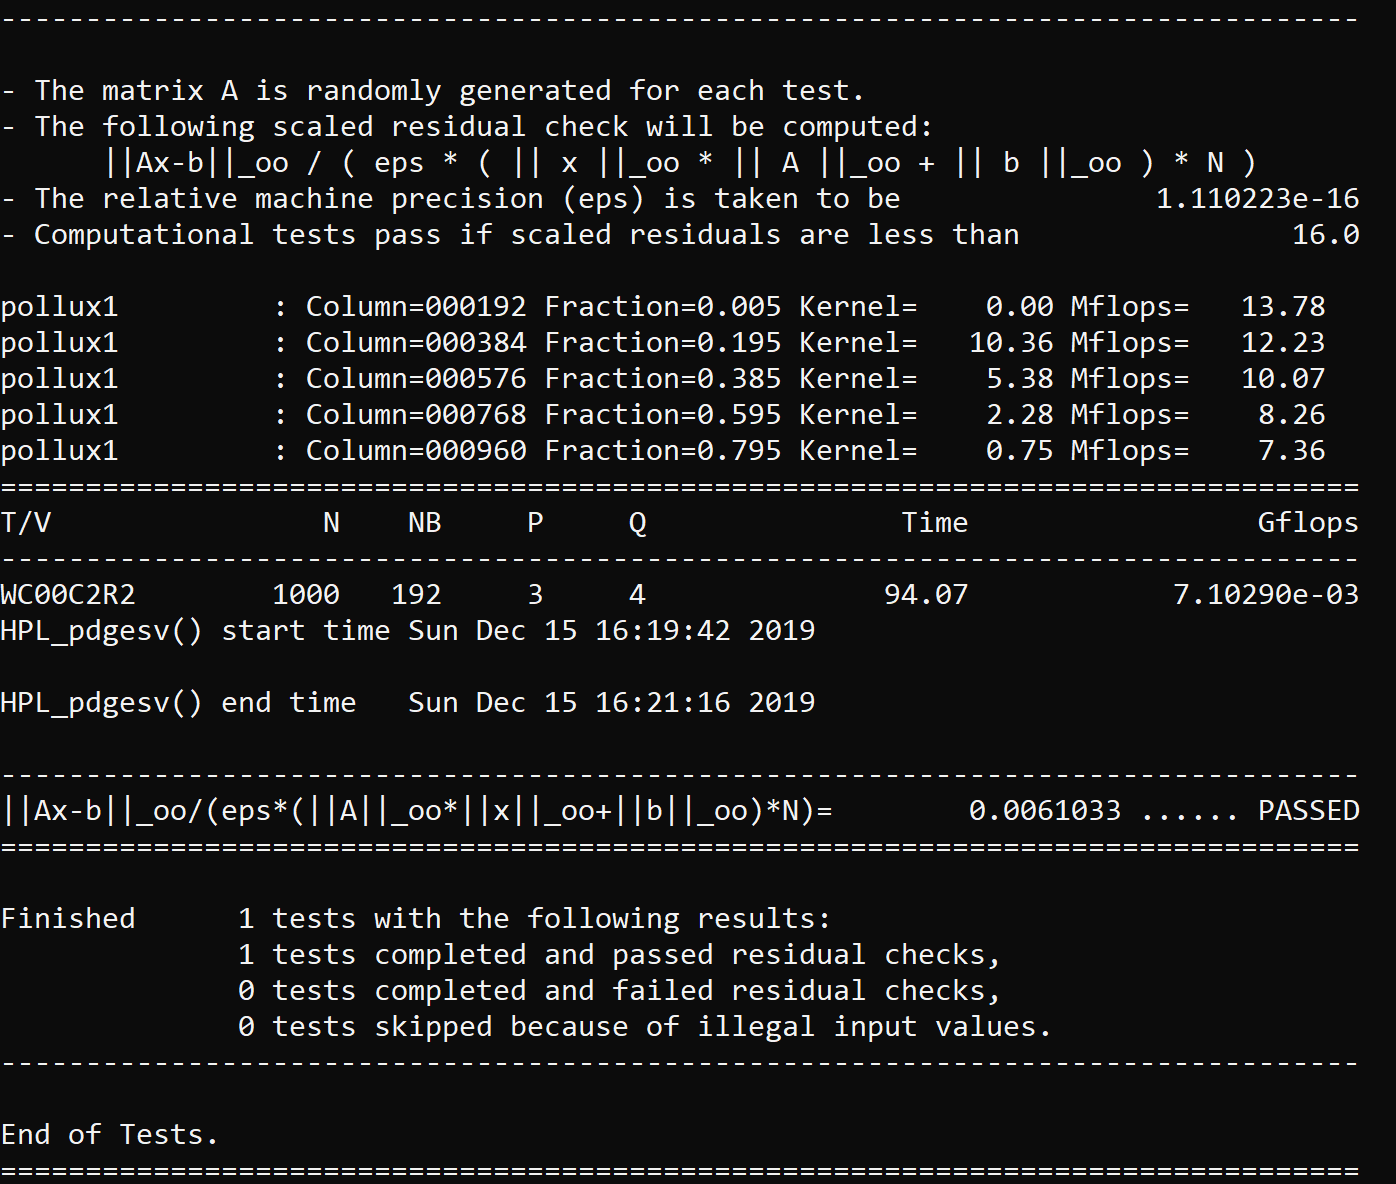 --------------------------------------------------------------------------------

- The matrix A is randomly generated for each test.
- The following scaled residual check will be computed:
      ||Ax-b||_oo / ( eps * ( || x ||_oo * || A ||_oo + || b ||_oo ) * N )
- The relative machine precision (eps) is taken to be               1.110223e-16
- Computational tests pass if scaled residuals are less than                16.0

pollux1         : Column=000192 Fraction=0.005 Kernel=    0.00 Mflops=   13.78
pollux1         : Column=000384 Fraction=0.195 Kernel=   10.36 Mflops=   12.23
pollux1         : Column=000576 Fraction=0.385 Kernel=    5.38 Mflops=   10.07
pollux1         : Column=000768 Fraction=0.595 Kernel=    2.28 Mflops=    8.26
pollux1         : Column=000960 Fraction=0.795 Kernel=    0.75 Mflops=    7.36
================================================================================
T/V                N    NB     P     Q               Time                 Gflops
--------------------------------------------------------------------------------
WC00C2R2        1000   192     3     4              94.07            7.10290e-03
HPL_pdgesv() start time Sun Dec 15 16:19:42 2019

HPL_pdgesv() end time   Sun Dec 15 16:21:16 2019

--------------------------------------------------------------------------------
||Ax-b||_oo/(eps*(||A||_oo*||x||_oo+||b||_oo)*N)=        0.0061033 ...... PASSED
================================================================================

Finished      1 tests with the following results:
              1 tests completed and passed residual checks,
              0 tests completed and failed residual checks,
              0 tests skipped because of illegal input values.
--------------------------------------------------------------------------------

End of Tests.
================================================================================